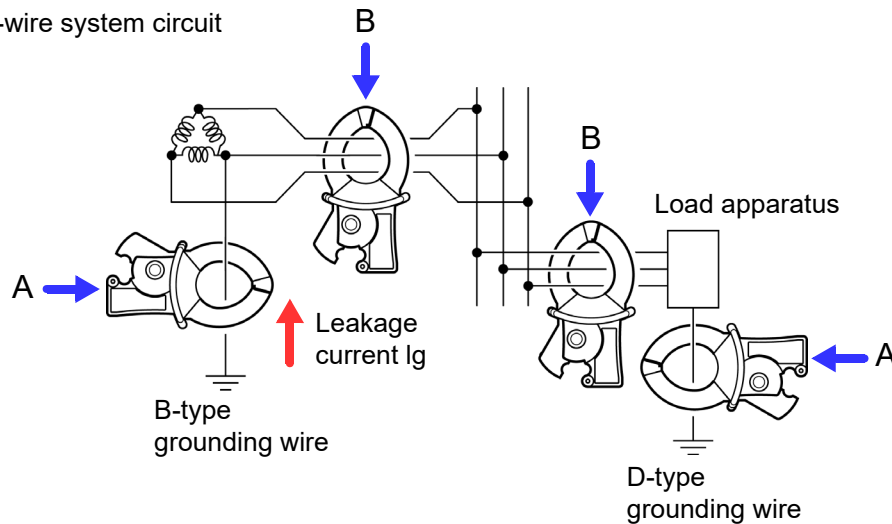 -wire system circuit
B
B
Load apparatus
A
Leakage
current Ig
A
B-type
grounding wire
D-type
grounding wire